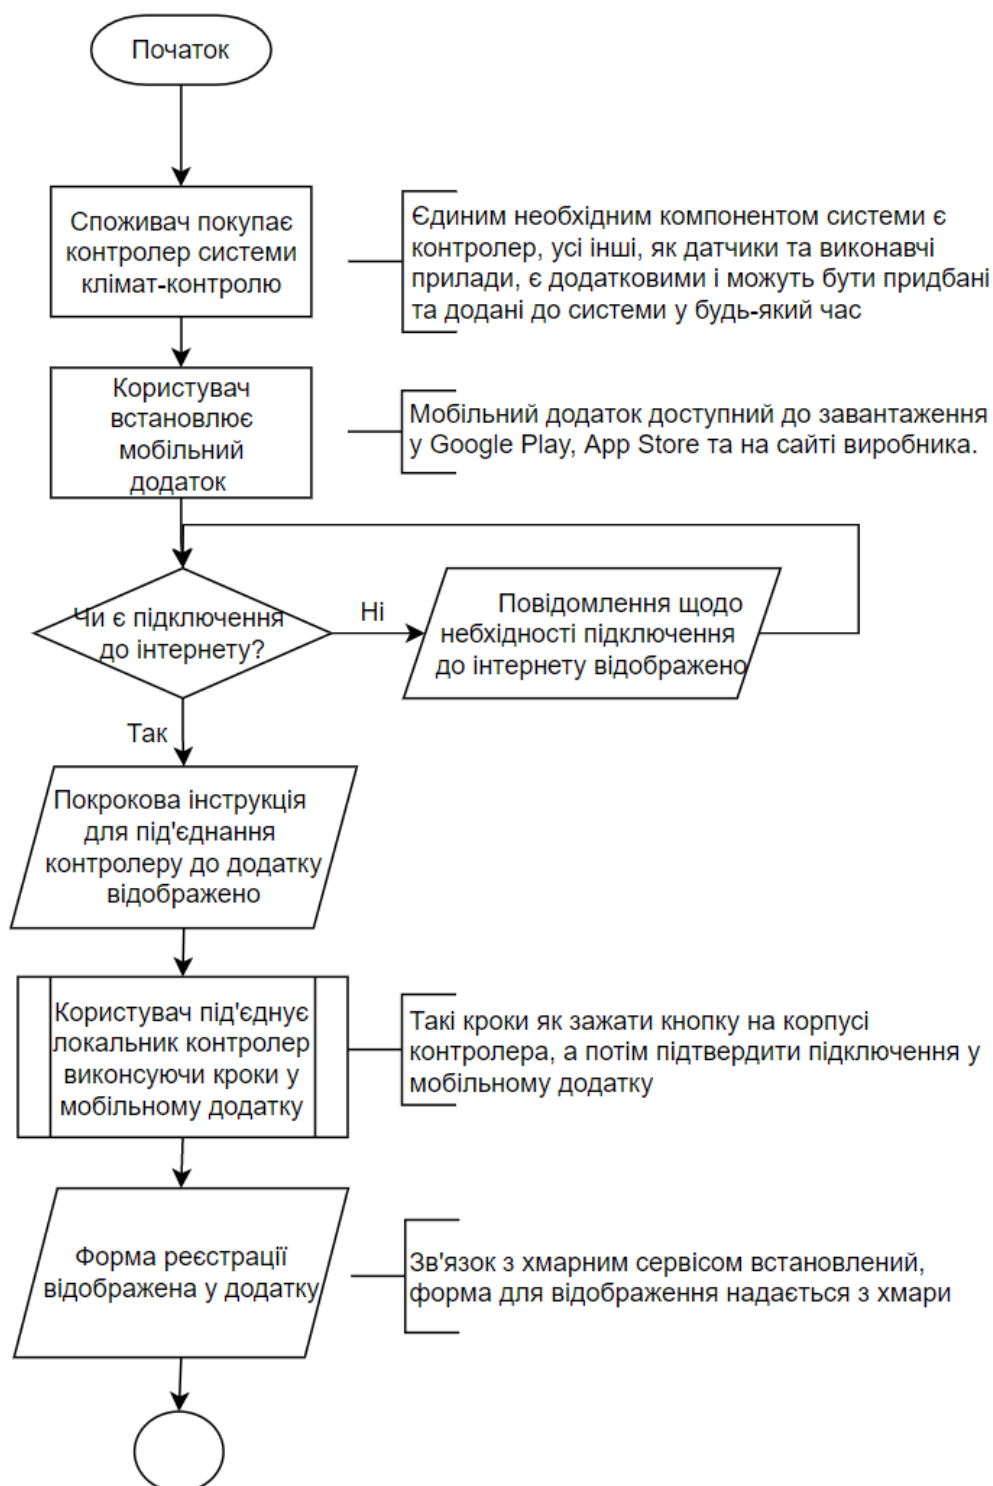 Початок
Споживач покупає
контролер системи
клімат-контролю
Єдиним необхідним компонентом системи є
контролер, усі інші, як датчики та виконавчі
прилади, є додатковими і можуть бути придбані
та додані до системи у будь-який час
Користувач
встановлює
мобільний
додаток
Мобільний додаток доступний до завантаження
у Google Play, App Store та на сайті виробника.
Чи є підключення
до інтернету?
Ні
Повідомлення щодо
небхідності підключення
до інтернету відображено
Так
Покрокова інструкція
для під'єднання
контролеру до додатку
відображено
Користувач під'єднує
локальник контролер
виконсуючи кроки у
мобільному додатку
Такі кроки як зажати кнопку на корпусі
контролера, а потім підтвердити підключення у
мобільному додатку
Форма реєстрації
відображена у додатку
Зв'язок з хмарним сервісом встановлений,
форма для відображення надається з хмари